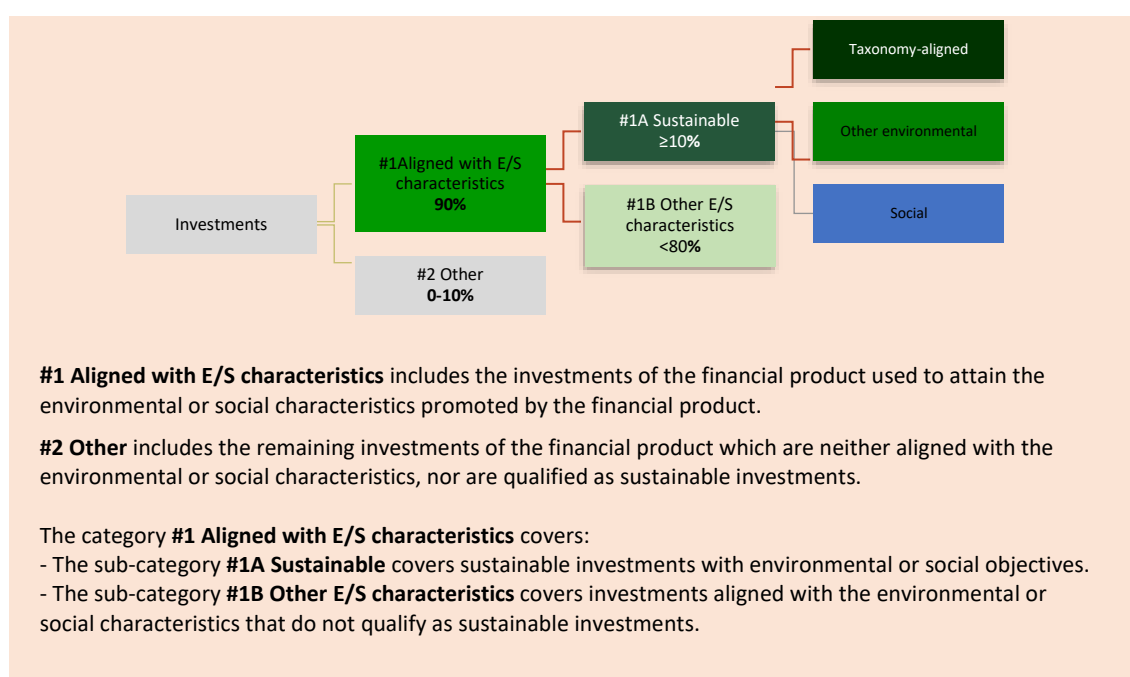 Taxonomy-aligned
#1A Sustainable
≥10%
Other environmental
#1Aligned with E/S
characteristics
90%
#1B Other E/S
characteristics
<80%
Social
Investments
#2 Other
0-10%
#1 Aligned with E/S characteristics includes the investments of the financial product used to attain the
environmental or social characteristics promoted by the financial product.
#2 Other includes the remaining investments of the financial product which are neither aligned with the
environmental or social characteristics, nor are qualified as sustainable investments.
The category #1 Aligned with E/S characteristics covers:
- The sub-category #1A Sustainable covers sustainable investments with environmental or social objectives.
- The sub-category #1B Other E/S characteristics covers investments aligned with the environmental or
social characteristics that do not qualify as sustainable investments.